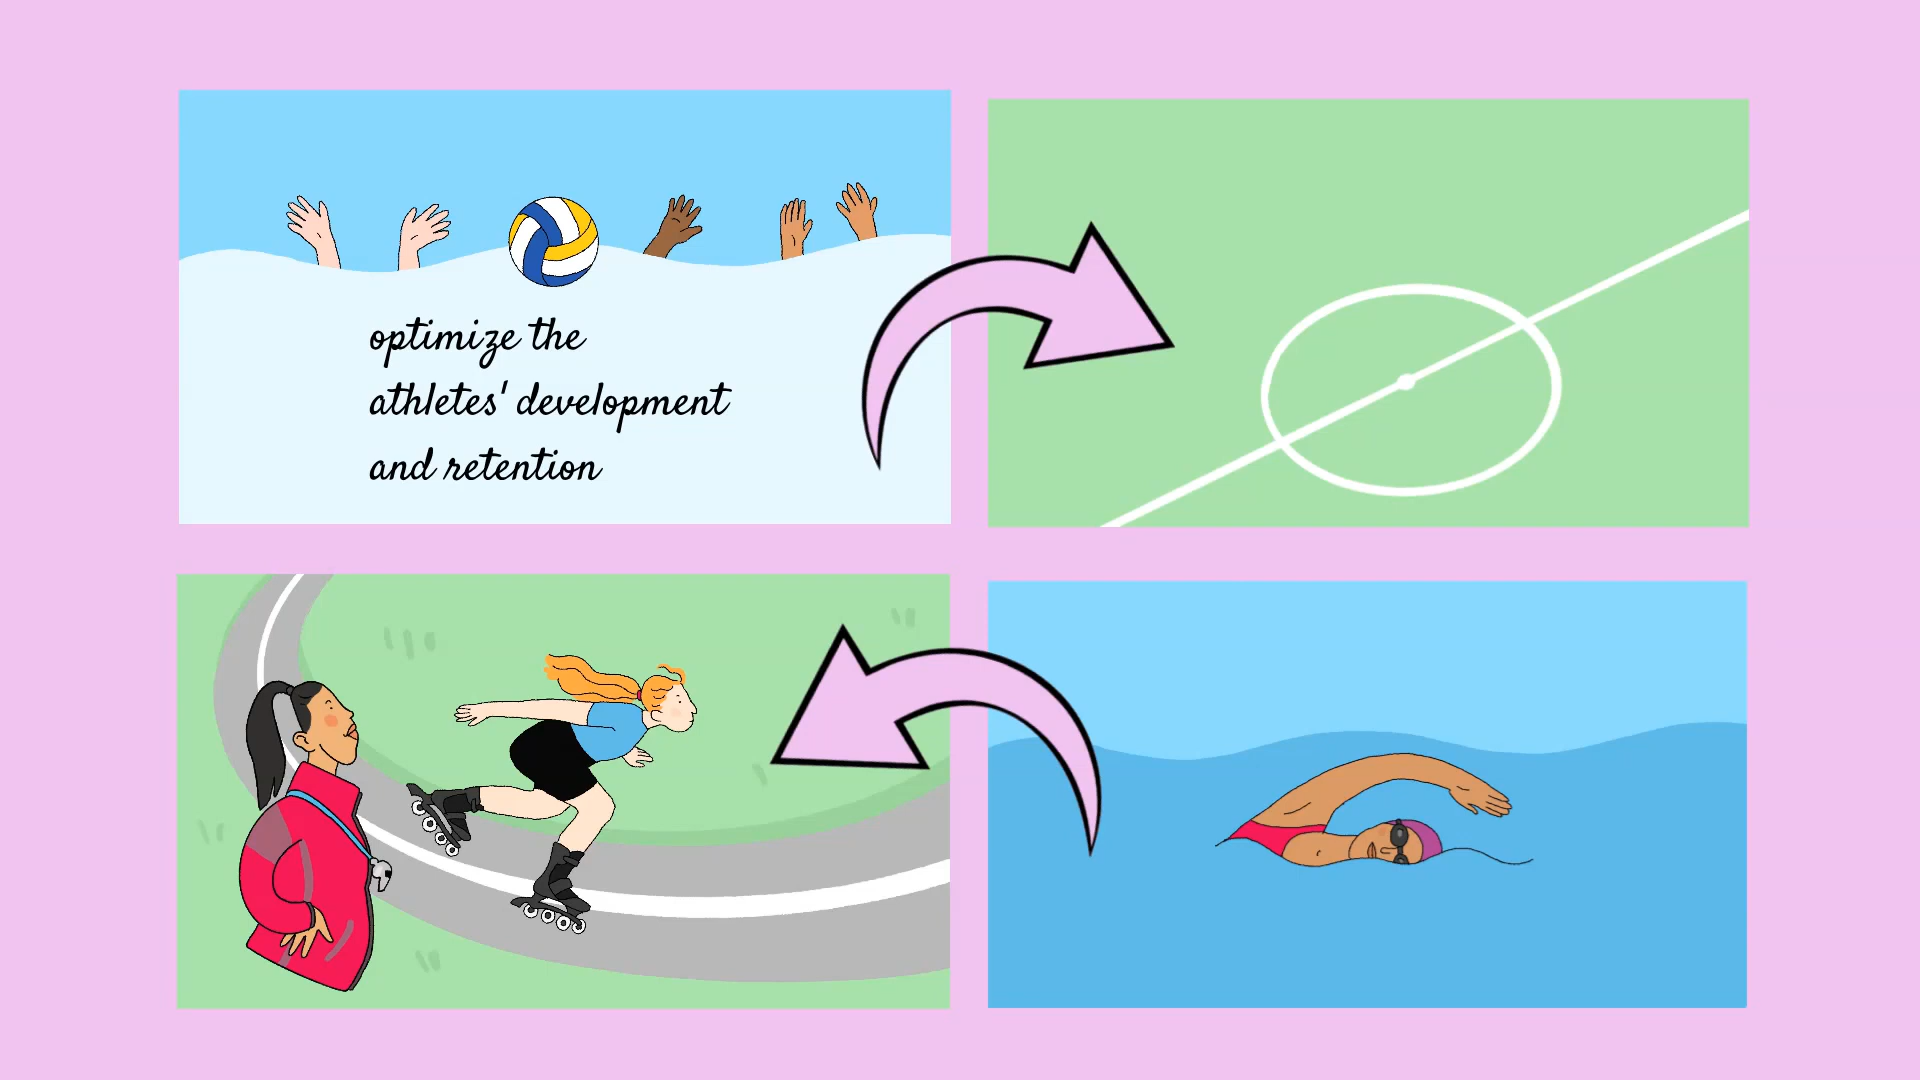 optimize the
athletes' development
and retention